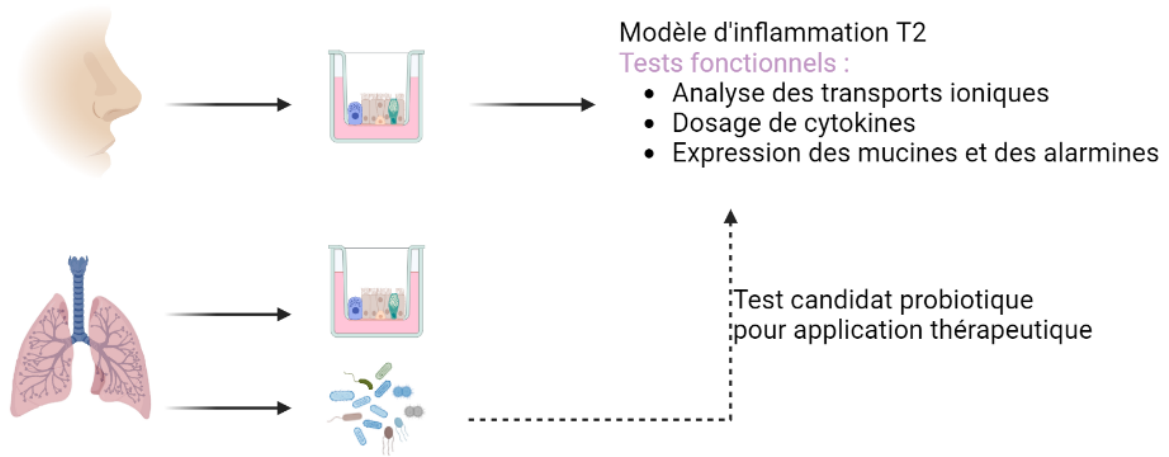 Modèle d'inflammation T2
Tests fonctionnels :
• Analyse des transports ioniques
• Dosage de cytokines
• Expression des mucines et des alarmines
Test candidat probiotique
pour application thérapeutique